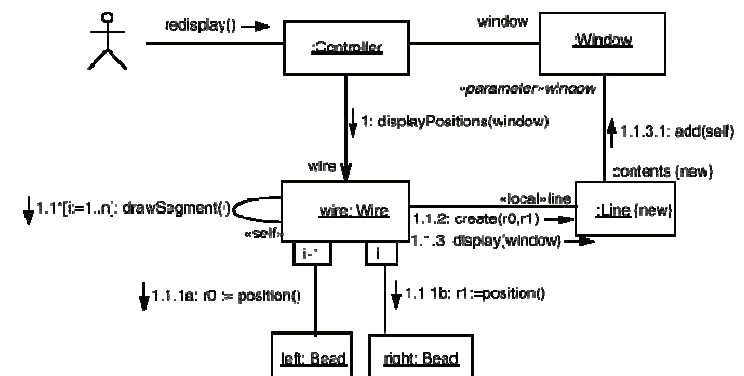 redisplay()
window
:Controller
:Window
«parameter»window
1: displayPositions(window)
1.1.3.1: add(self)
wire
contents {new}
«local»line
1.1*[i:=1..n]: drawSegment(i)
wire: Wire
:Line {new}
1.1.2: create(r0,r1)
«self»
1.1.3 display(window)
i-1
i
1.1.1a: r0 := position()
1.1.1b: r1:=position()
left: Bead
right: Bead